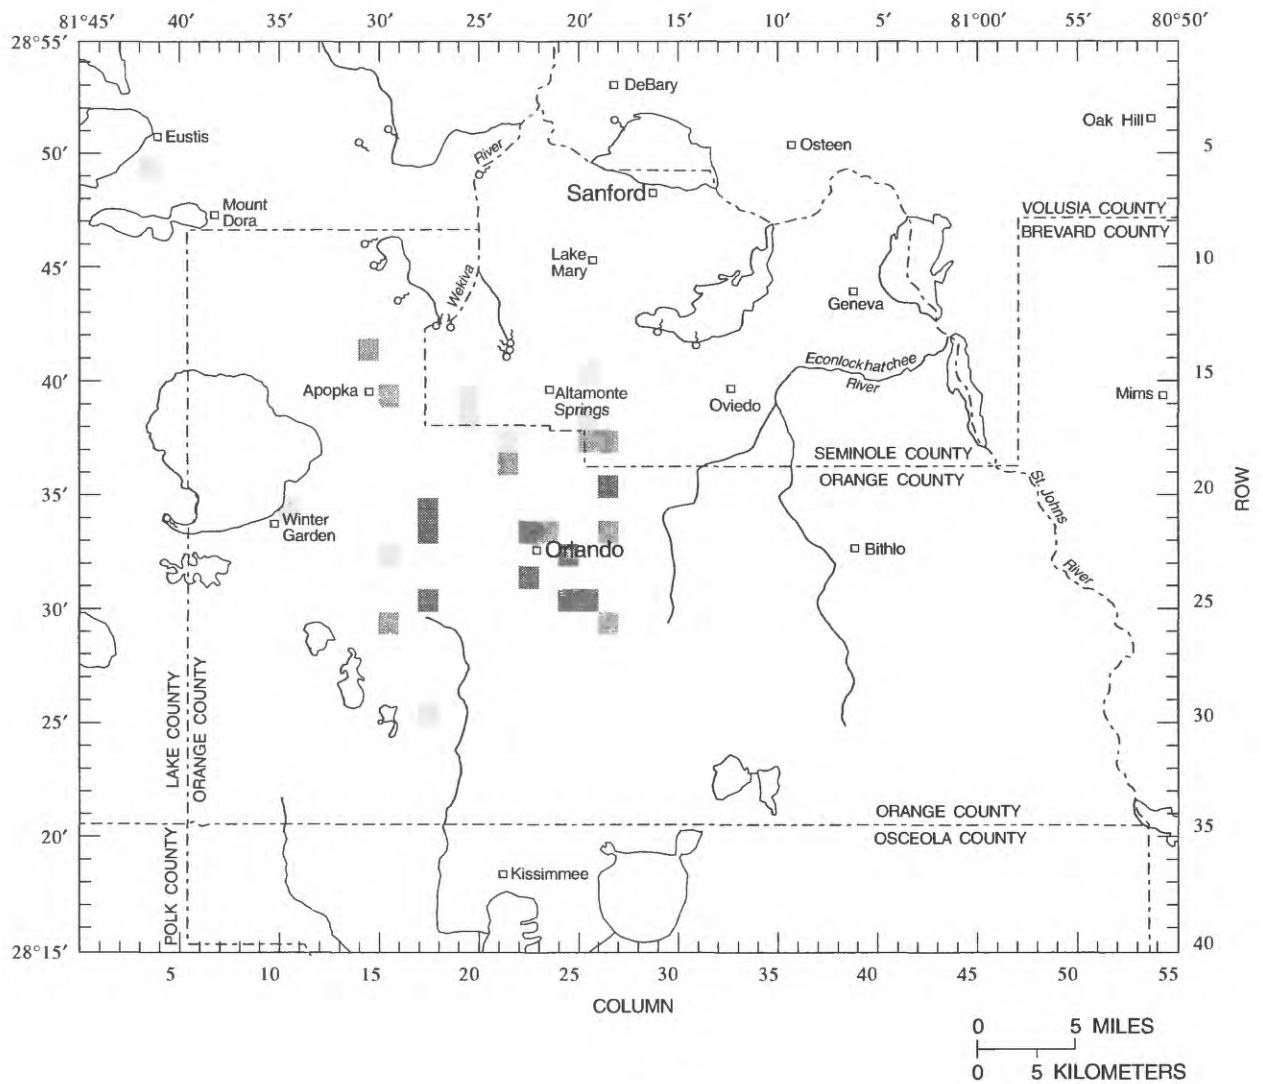 81°45′ 40′ 35′ 30′ 25′ 20′ 15′ 10′ 5′ 81°00′ 55′ 80°50′
28°55′
DeBary
Oak Hill
Eustis
5
50′
River
Osteen
Sanford
Mount
Dora
VOLUSIA COUNTY
BREVARD COUNTY
Lake
Mary
45′
10
Wekiva
Geneva
Econlockhatchee
River
40′
15
Apopka
Altamonte
Springs
Oviedo
Mims
SEMINOLE COUNTY
ORANGE COUNTY
35′
20
ROW
St. Johns
River
Winter
Garden
Orlando
Bithlo
30′
25
LAKE COUNTY
ORANGE COUNTY
25′
30
ORANGE COUNTY
OSCEOLA COUNTY
20′
35
POLK COUNTY
Kissimmee
28°15′
40
5 10 15 20 25 30 35 40 45 50 55
COLUMN
0 5 MILES
0 5 KILOMETERS